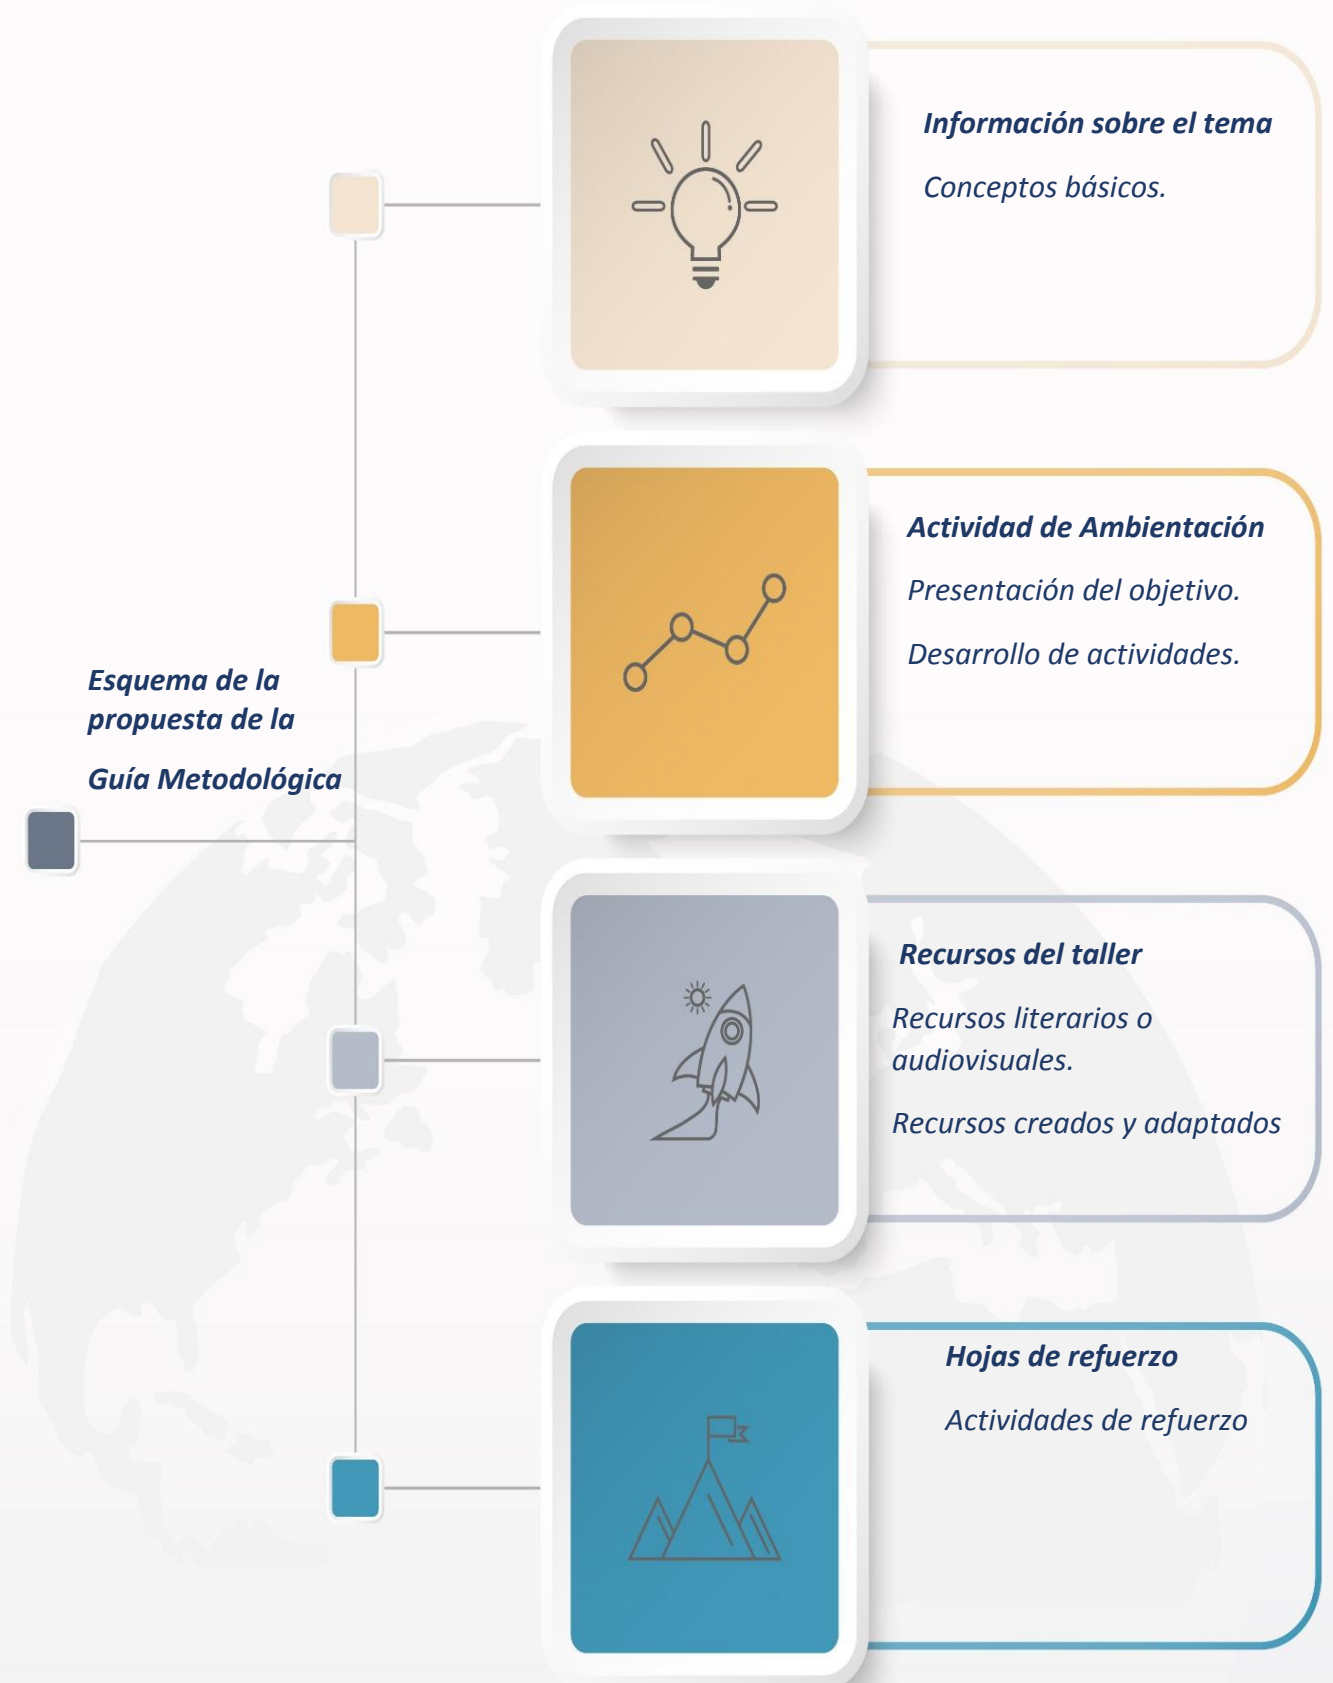 Información sobre el tema
Conceptos básicos.
Actividad de Ambientación
Presentación del objetivo.
Desarrollo de actividades.
Esquema de la
propuesta de la
Guía Metodológica
Recursos del taller
Recursos literarios o
audiovisuales.
Recursos creados y adaptados
Hojas de refuerzo
Actividades de refuerzo